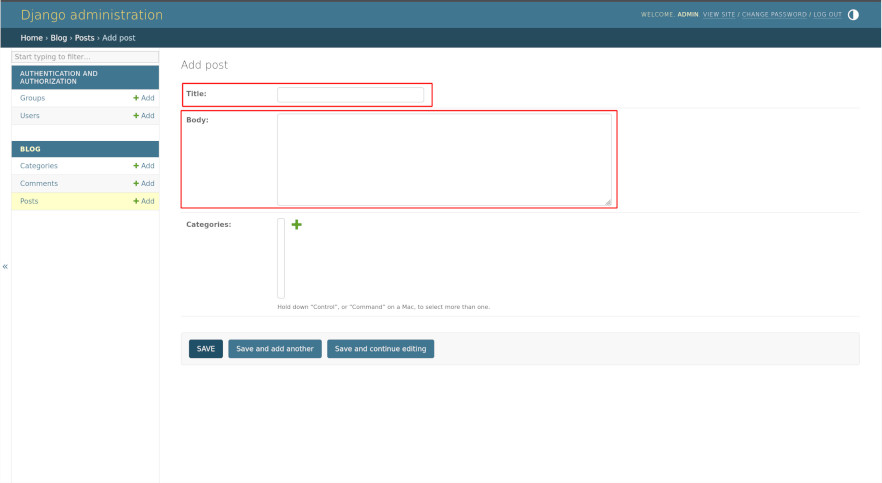 Django administration
WELCOME, ADMIN. VIEW SITE / CHANGE PASSWORD / LOG OUT
Home › Blog › Posts › Add post
Start typing to filter...
AUTHENTICATION AND
AUTHORIZATION
Groups + Add
Users + Add
BLOG
Categories + Add
Comments + Add
Posts + Add
«
Add post
Title:
Body:
Categories:
Hold down “Control”, or “Command” on a Mac, to select more than one.
SAVE
Save and add another
Save and continue editing